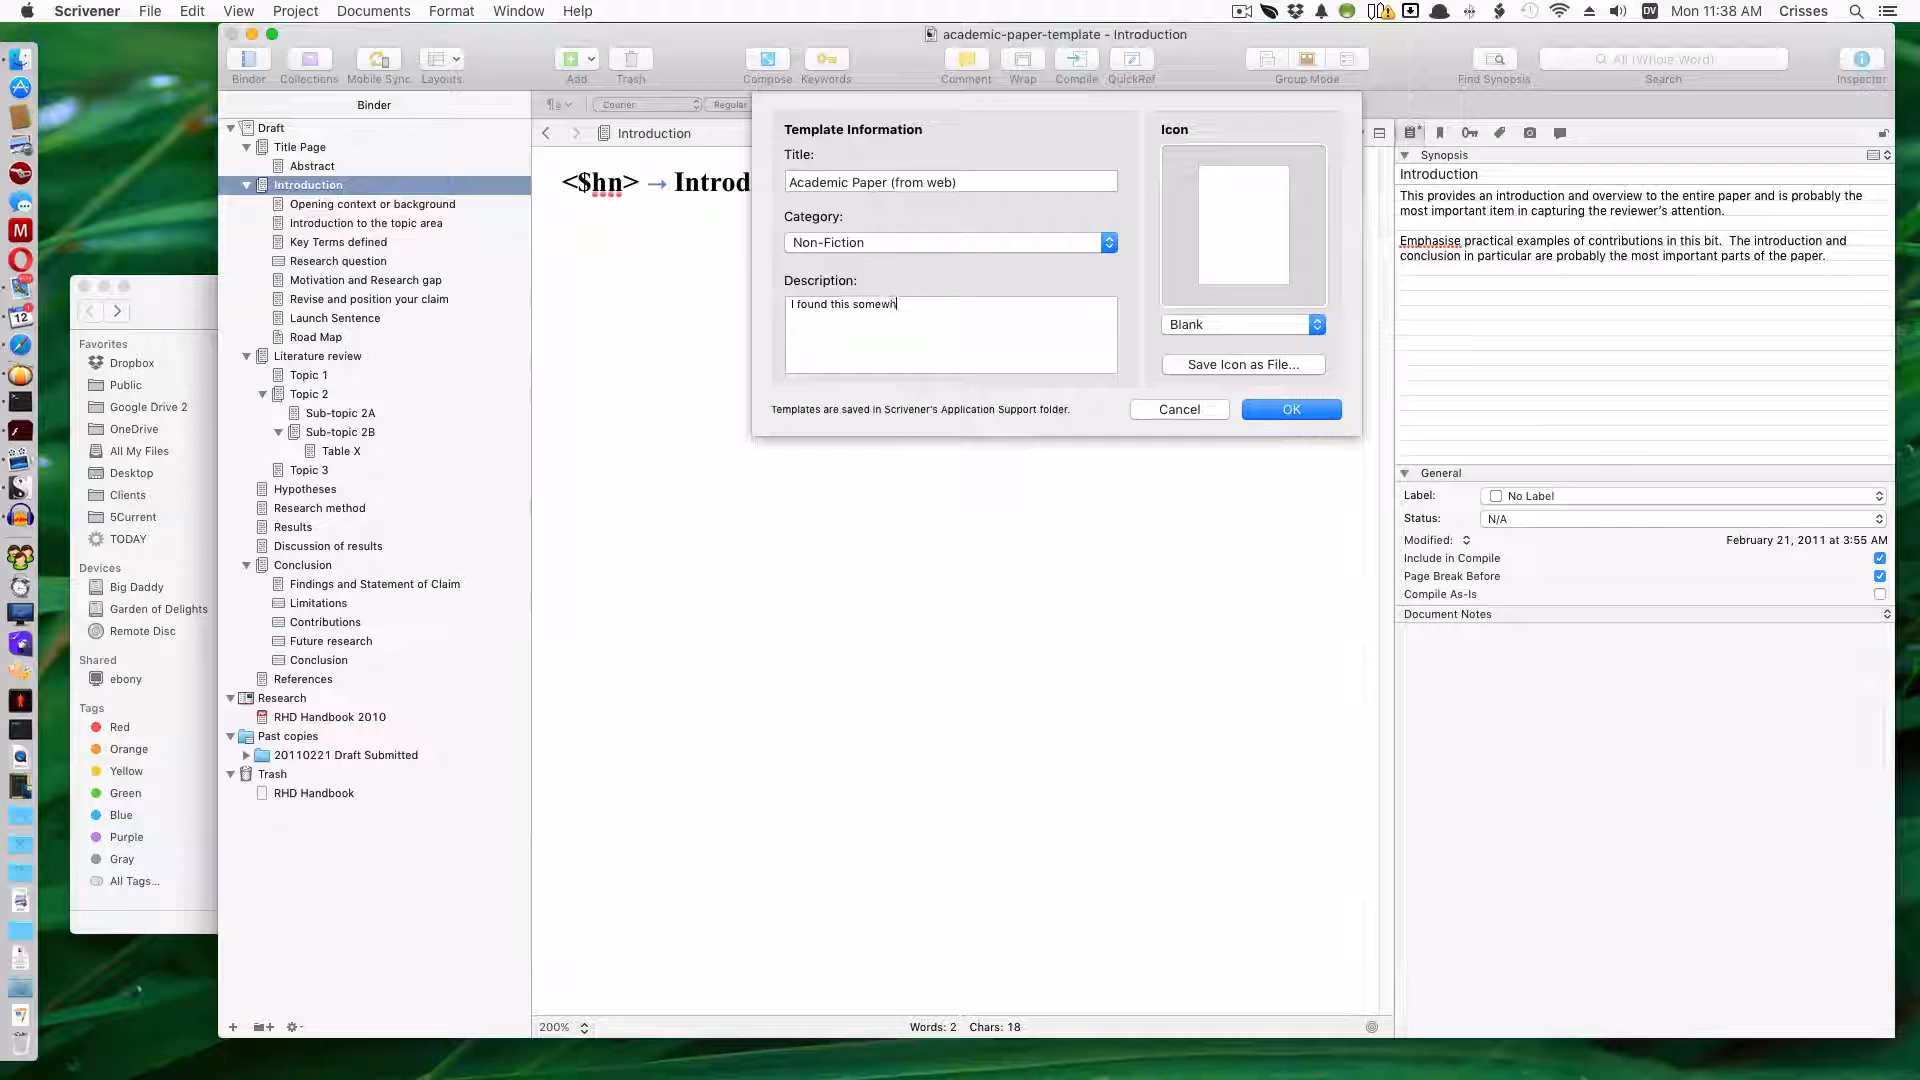 Scrivener File Edit View Project Documents Format Window Help
DV Mon 11:38 AM Crisses
academic-paper-template - Introduction
Binder Collections Mobile Sync Layouts Add Trash Compose Keywords Comment Wrap Compile QuickRef Group Mode Find Synopsis Search Inspector
All (Whole Word)
Binder
Courier Regular
Draft
Title Page
Abstract
Introduction
Opening context or background
Introduction to the topic area
Key Terms defined
Research question
Motivation and Research gap
Revise and position your claim
Launch Sentence
Road Map
Literature review
Topic 1
Topic 2
Sub-topic 2A
Sub-topic 2B
Table X
Topic 3
Hypotheses
Research method
Results
Discussion of results
Conclusion
Findings and Statement of Claim
Limitations
Contributions
Future research
Conclusion
References
Research
RHD Handbook 2010
Past copies
20110221 Draft Submitted
Trash
RHD Handbook
Favorites
Dropbox
Public
Google Drive 2
OneDrive
All My Files
Desktop
Clients
5Current
TODAY
Devices
Big Daddy
Garden of Delights
Remote Disc
Shared
ebony
Tags
Red
Orange
Yellow
Green
Blue
Purple
Gray
All Tags...
12
Introduction
<$hn> → Introd
Template Information
Title:
Academic Paper (from web)
Category:
Non-Fiction
Description:
I found this somewh
Templates are saved in Scrivener's Application Support folder.
Icon
Blank
Save Icon as File...
Cancel OK
Synopsis
Introduction
This provides an introduction and overview to the entire paper and is probably the
most important item in capturing the reviewer's attention.
Emphasise practical examples of contributions in this bit. The introduction and
conclusion in particular are probably the most important parts of the paper.
General
Label: No Label
Status: N/A
Modified: February 21, 2011 at 3:55 AM
Include in Compile
Page Break Before
Compile As-Is
Document Notes
200% Words: 2 Chars: 18